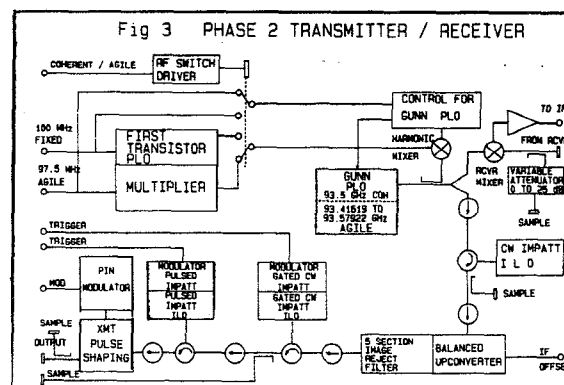 Fig 3 PHASE 2 TRANSMITTER / RECEIVER
COHERENT / AGILE
RF SWITCH
DRIVER
100 MHz
FIXED
97.5 MHz
AGILE
FIRST
TRANSISTOR
PLO
MULTIPLIER
CONTROL FOR
GUNN PLO
HARMONIC
MIXER
GUNN
PLO
93.5 GHz COH
93.41619 TO
93.57922 GHz
AGILE
TO IF
FROM RCVR
RCVR
MIXER
VARIABLE
ATTENUATOR
0 TO 25 dB
SAMPLE
TRIGGER
TRIGGER
MOD
PIN
MODULATOR
MODULATOR
PULSED
IMPATT
PULSED
IMPATT
ILO
MODULATOR
GATED CW
IMPATT
GATED CW
IMPATT
ILO
CW IMPATT
I L O
SAMPLE
SAMPLE
OUTPUT
XMT
PULSE
SHAPING
SAMPLE
5 SECTION
IMAGE
REJECT
FILTER
BALANCED
UPCONVERTER
IF
OFFSET